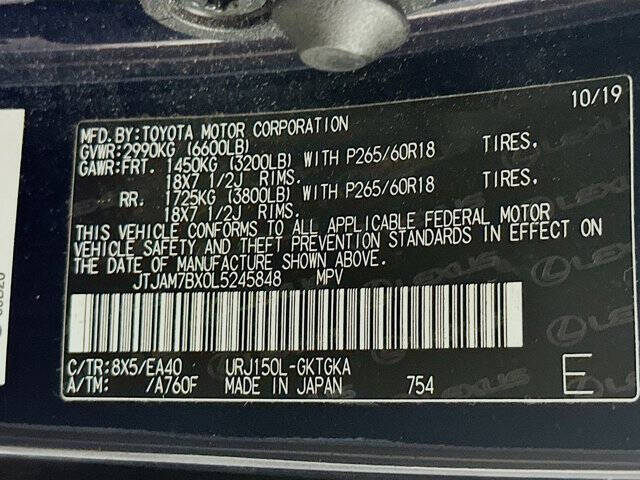 10/19
MFD. BY: TOYOTA MOTOR CORPORATION
GVWR: 2990KG (6600LB)
GAWR: FRT. 1450KG (3200LB) WITH P265/60R18 TIRES.
18X7 1/2J RIMS.
RR. 1725KG (3800LB) WITH P265/60R18 TIRES.
18X7 1/2J RIMS.
THIS VEHICLE CONFORMS TO ALL APPLICABLE FEDERAL MOTOR
VEHICLE SAFETY AND THEFT PREVENTION STANDARDS IN EFFECT ON
THE DATE OF MANUFACTURE SHOWN ABOVE.
JTJAM7BX0L5245848 MPV
C/TR: 8X5/EA40 URJ150L-GKTGKA
A/TM: /A760F MADE IN JAPAN 754
E
LEXUS